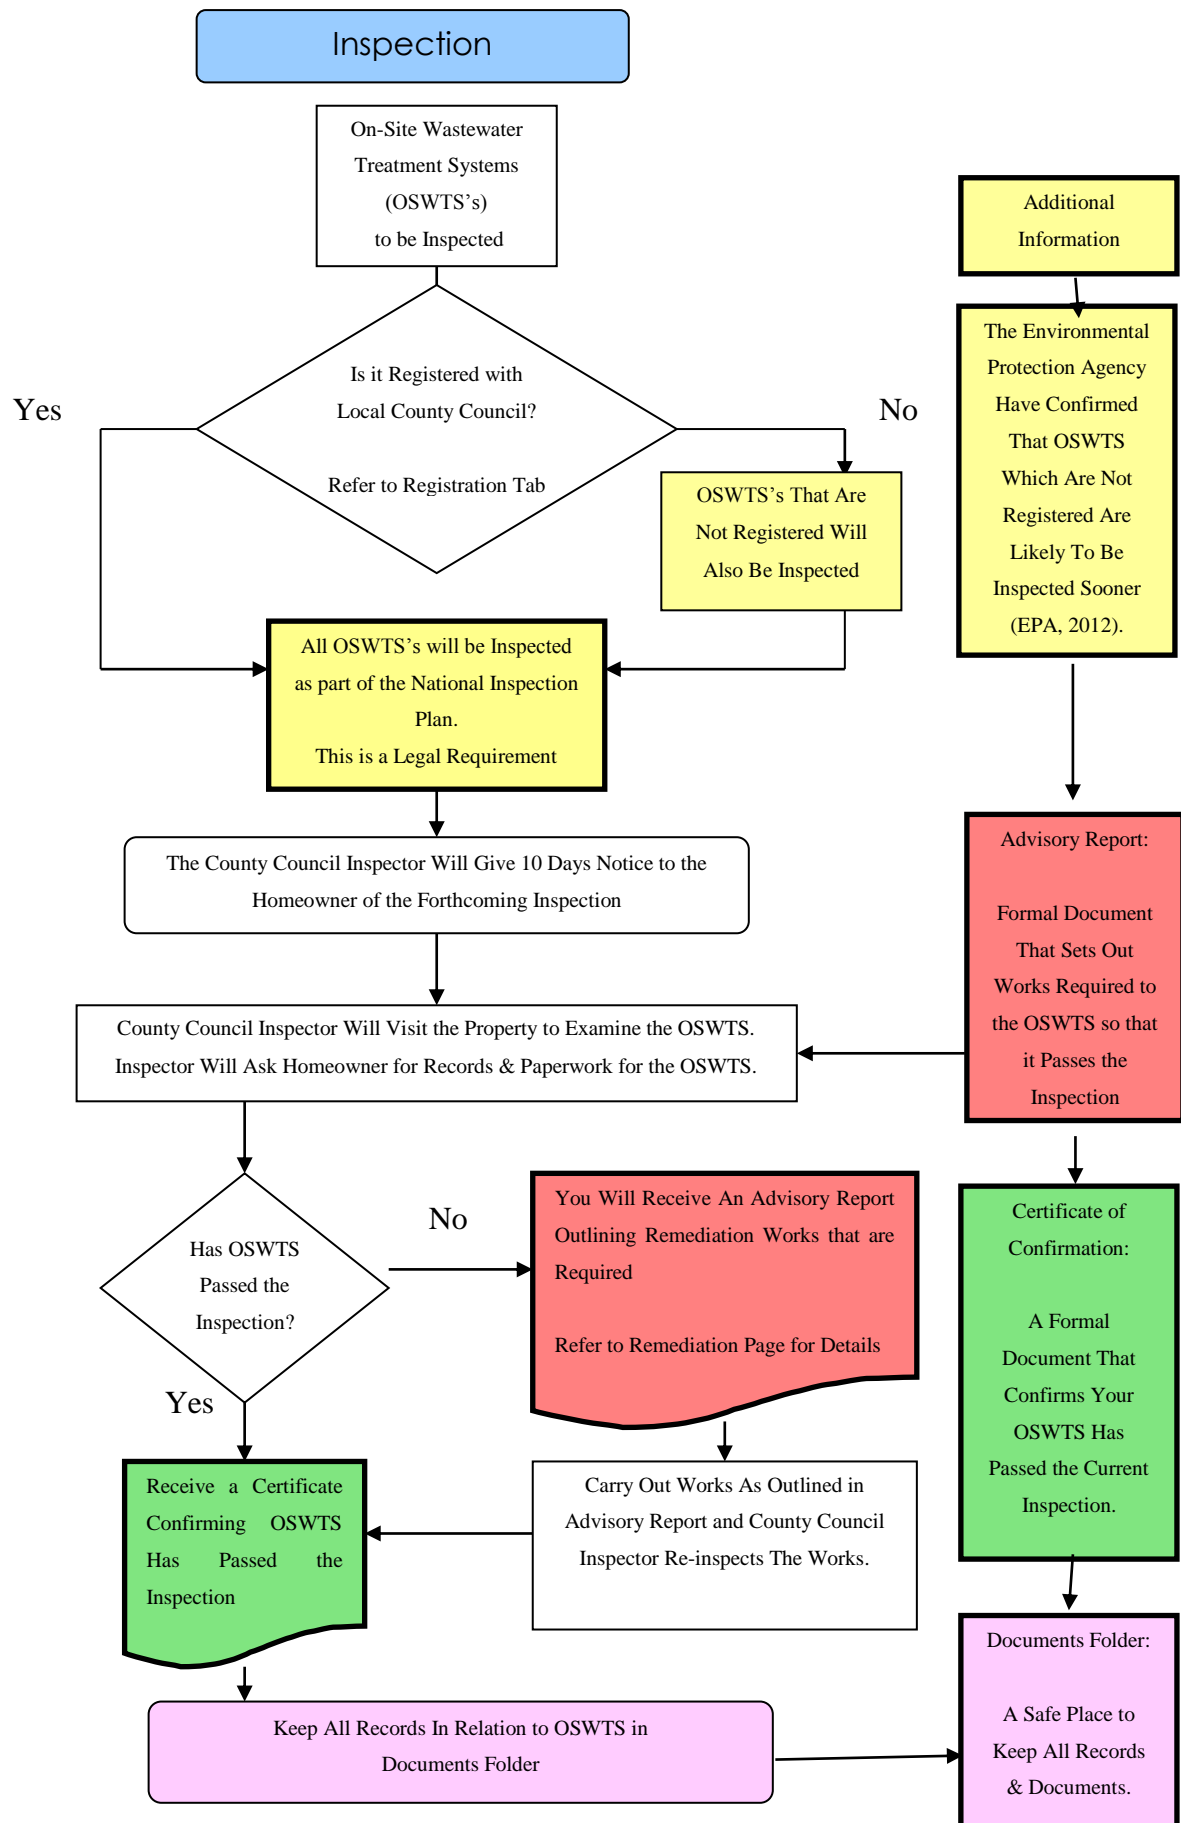 Inspection
On-Site Wastewater
Treatment Systems
(OSWTS’s)
to be Inspected
Is it Registered with
Local County Council?
Refer to Registration Tab
Yes
No
OSWTS’s That Are
Not Registered Will
Also Be Inspected
All OSWTS’s will be Inspected
as part of the National Inspection
Plan.
This is a Legal Requirement
The County Council Inspector Will Give 10 Days Notice to the
Homeowner of the Forthcoming Inspection
County Council Inspector Will Visit the Property to Examine the OSWTS.
Inspector Will Ask Homeowner for Records & Paperwork for the OSWTS.
Has OSWTS
Passed the
Inspection?
No
You Will Receive An Advisory Report
Outlining Remediation Works that are
Required
Refer to Remediation Page for Details
Yes
Receive a Certificate
Confirming OSWTS
Has Passed the
Inspection
Carry Out Works As Outlined in
Advisory Report and County Council
Inspector Re-inspects The Works.
Keep All Records In Relation to OSWTS in
Documents Folder
Additional
Information
The Environmental
Protection Agency
Have Confirmed
That OSWTS
Which Are Not
Registered Are
Likely To Be
Inspected Sooner
(EPA, 2012).
Advisory Report:
Formal Document
That Sets Out
Works Required to
the OSWTS so that
it Passes the
Inspection
Certificate of
Confirmation:
A Formal
Document That
Confirms Your
OSWTS Has
Passed the Current
Inspection.
Documents Folder:
A Safe Place to
Keep All Records
& Documents.